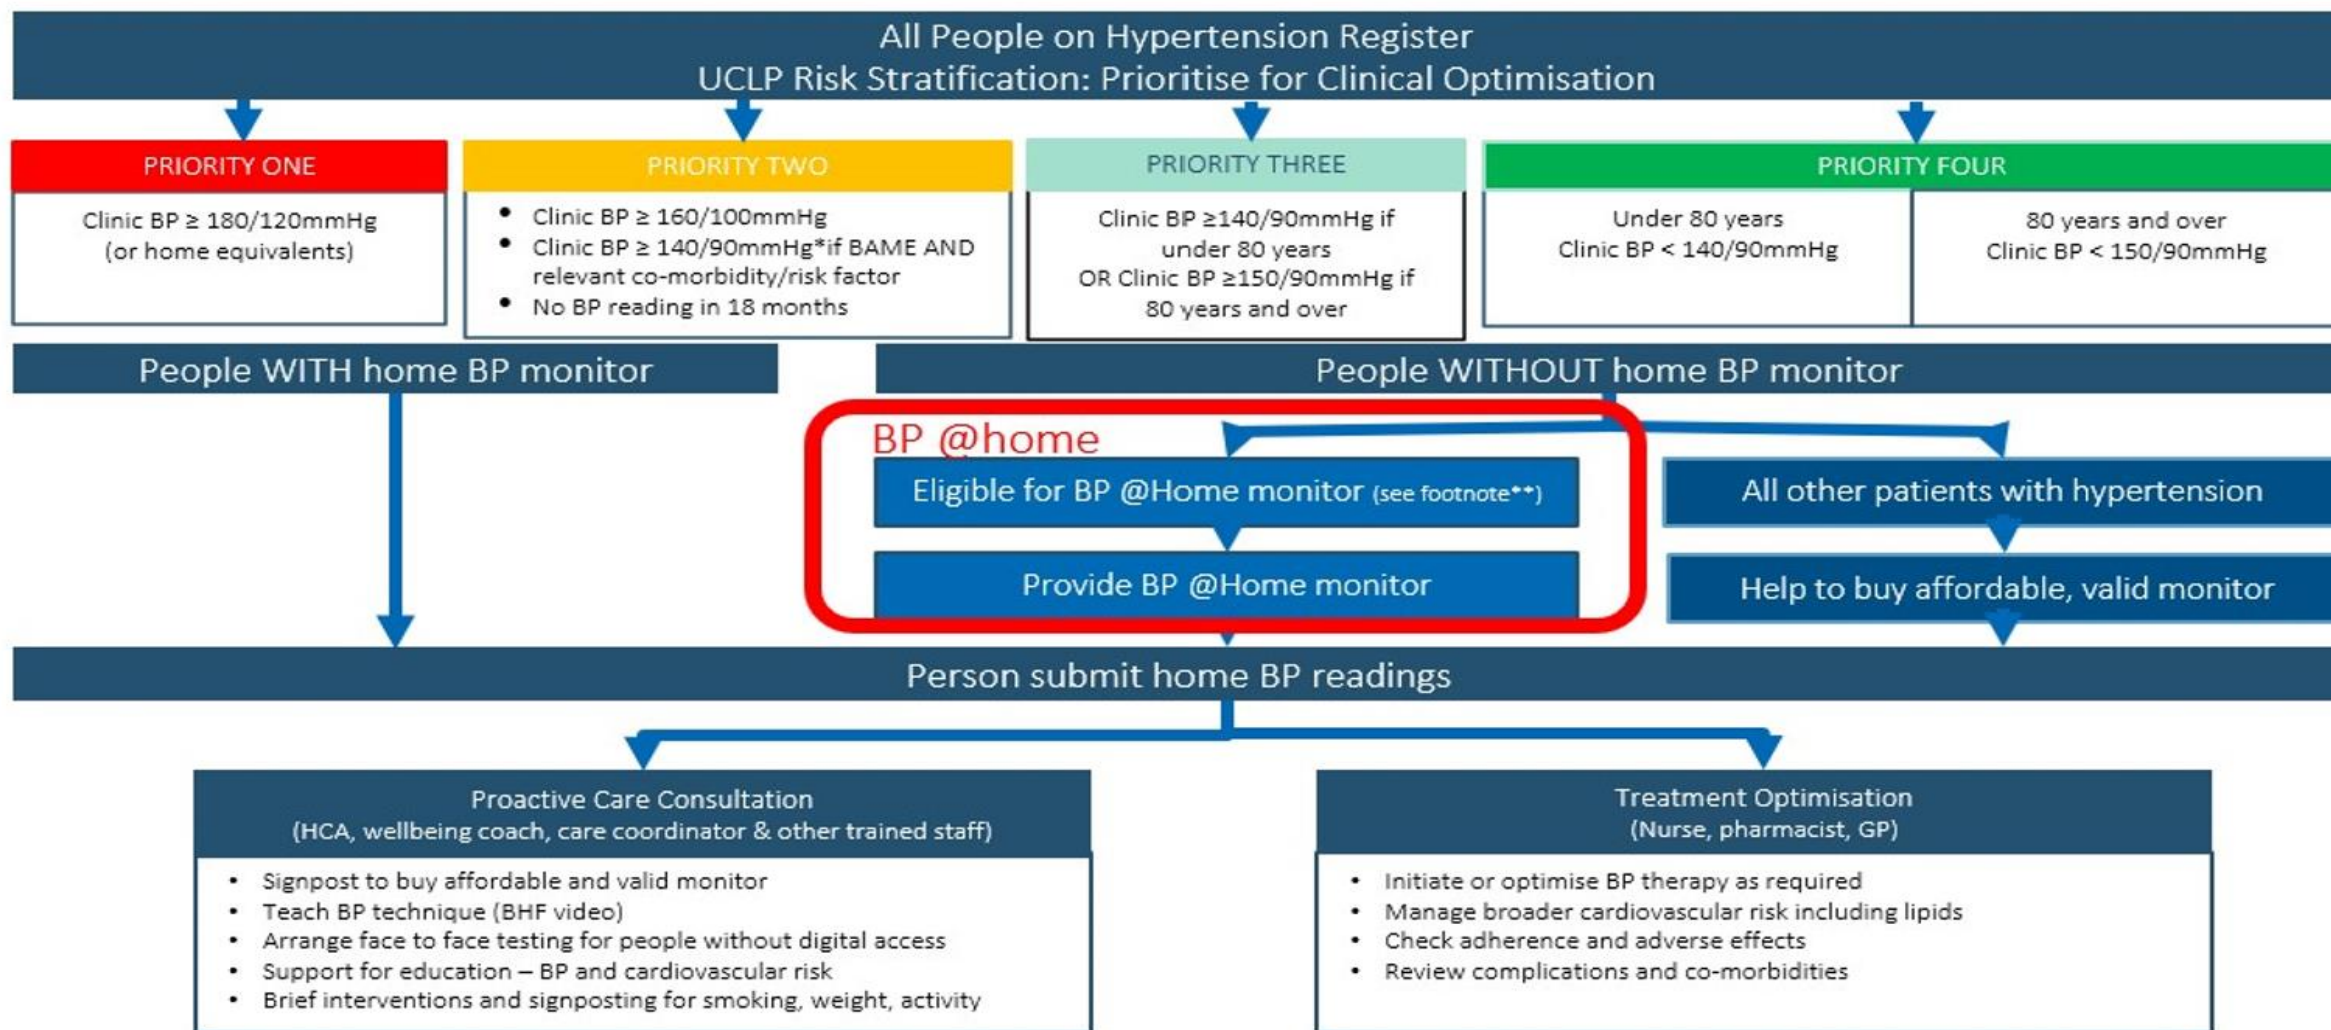 All People on Hypertension Register
UCLP Risk Stratification: Prioritise for Clinical Optimisation
PRIORITY ONE
Clinic BP ≥ 180/120mmHg
(or home equivalents)
PRIORITY TWO
• Clinic BP ≥ 160/100mmHg
• Clinic BP ≥ 140/90mmHg*if BAME AND
relevant co-morbidity/risk factor
• No BP reading in 18 months
PRIORITY THREE
Clinic BP ≥140/90mmHg if
under 80 years
OR Clinic BP ≥150/90mmHg if
80 years and over
PRIORITY FOUR
Under 80 years
Clinic BP < 140/90mmHg
80 years and over
Clinic BP < 150/90mmHg
People WITH home BP monitor
People WITHOUT home BP monitor
BP @home
Eligible for BP @Home monitor (see footnote**)
Provide BP @Home monitor
All other patients with hypertension
Help to buy affordable, valid monitor
Person submit home BP readings
Proactive Care Consultation
(HCA, wellbeing coach, care coordinator & other trained staff)
• Signpost to buy affordable and valid monitor
• Teach BP technique (BHF video)
• Arrange face to face testing for people without digital access
• Support for education – BP and cardiovascular risk
• Brief interventions and signposting for smoking, weight, activity
Treatment Optimisation
(Nurse, pharmacist, GP)
• Initiate or optimise BP therapy as required
• Manage broader cardiovascular risk including lipids
• Check adherence and adverse effects
• Review complications and co-morbidities